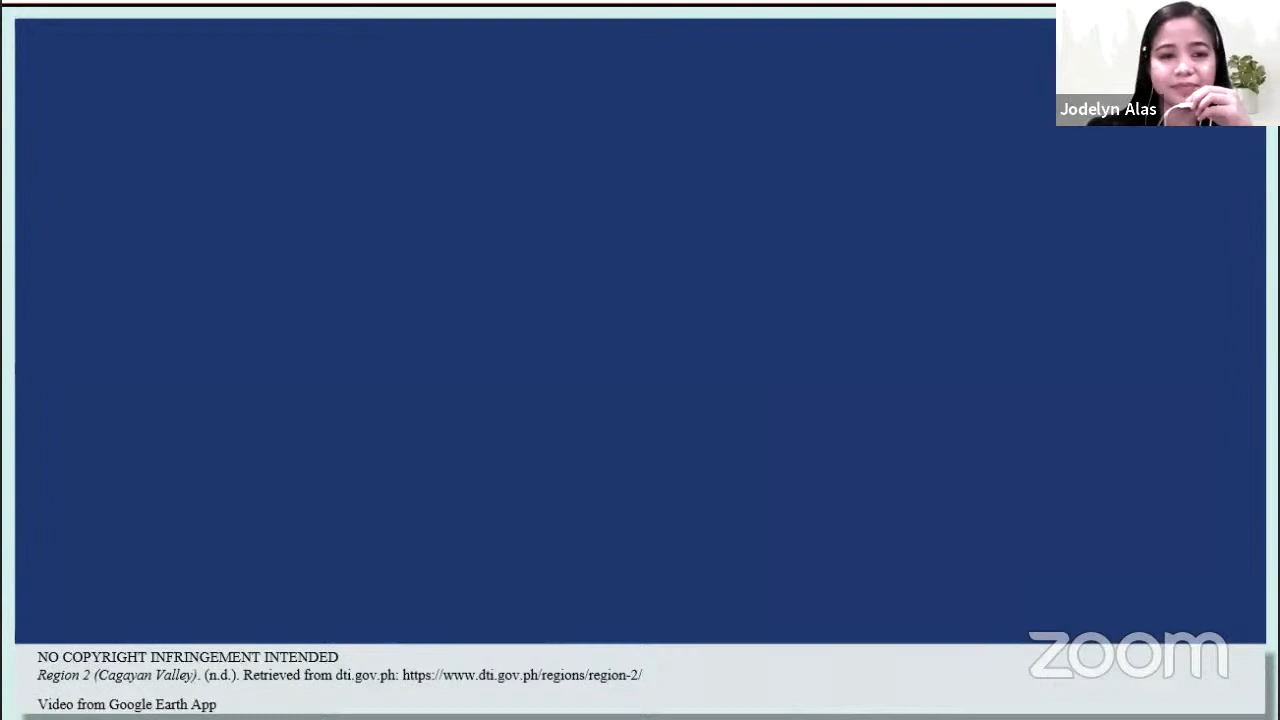 Jodelyn Alas
zoom
NO COPYRIGHT INFRINGEMENT INTENDED
Region 2 (Cagayan Valley). (n.d.). Retrieved from dti.gov.ph: https://www.dti.gov.ph/regions/region-2/
Video from Google Earth App